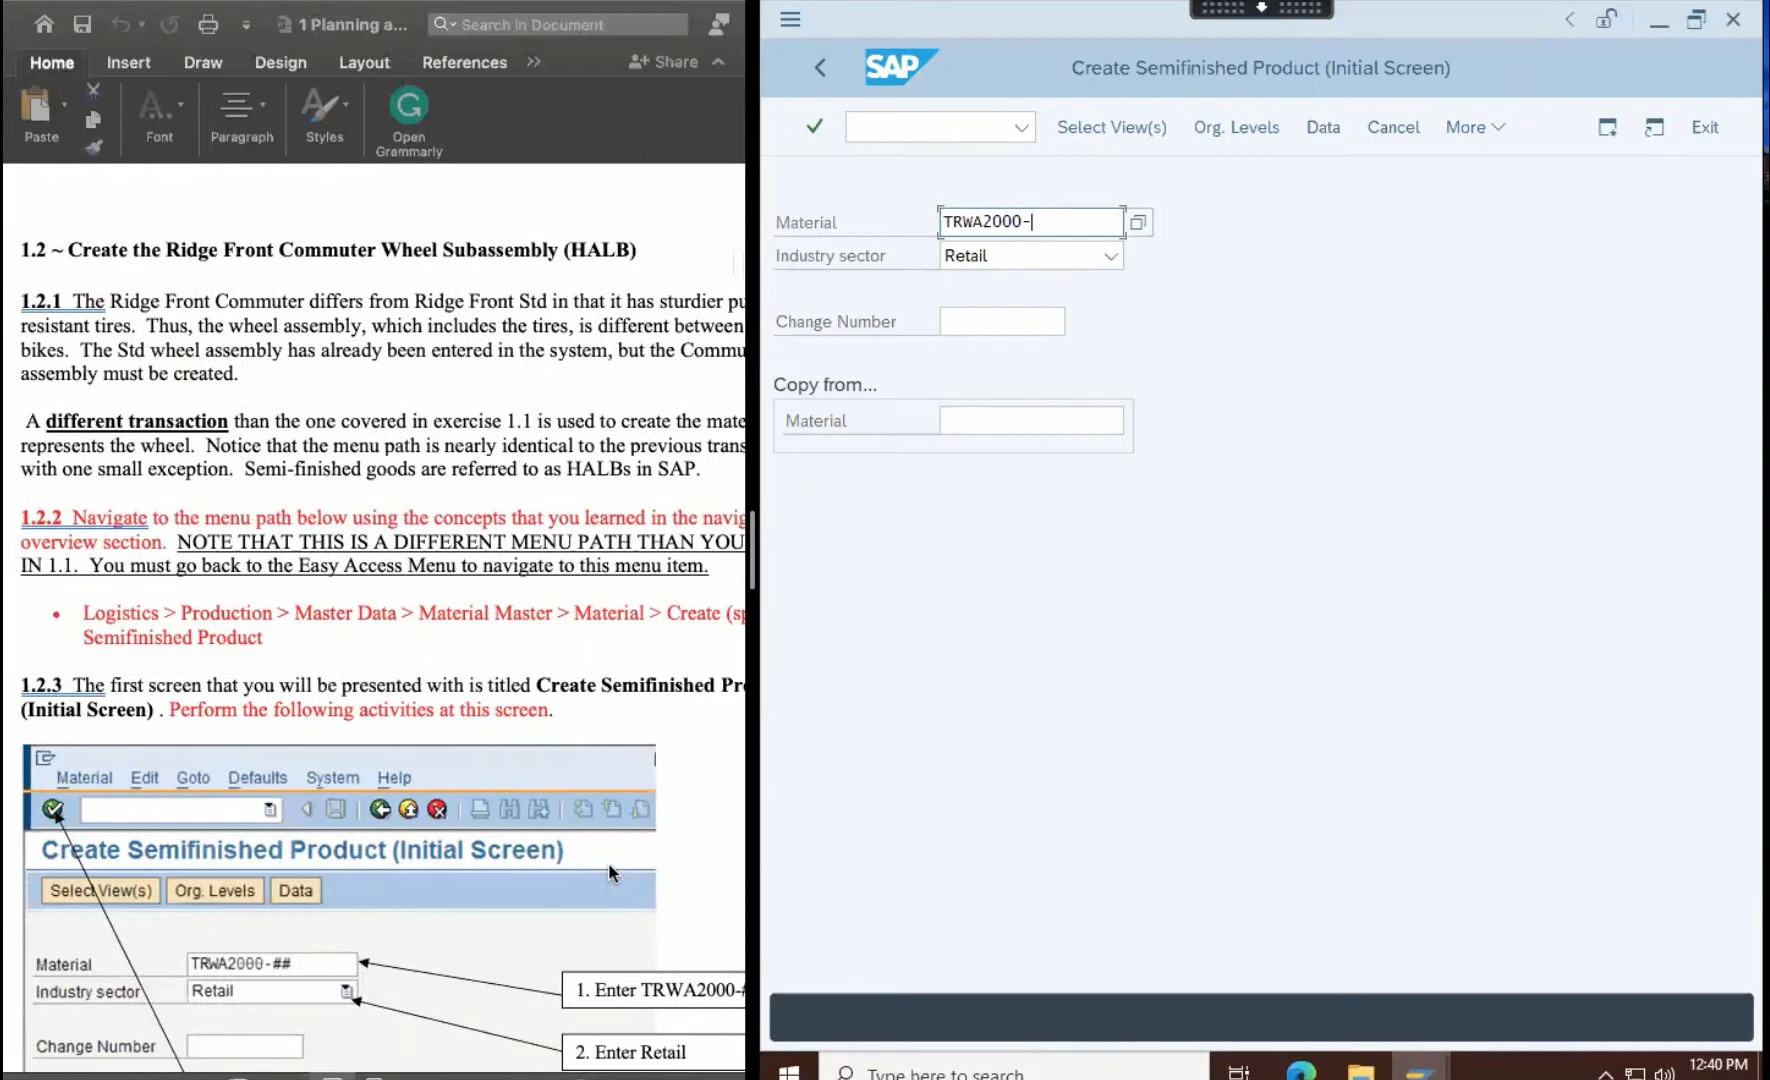 1 Planning a...
Search in Document
Home
Insert
Draw
Design
Layout
References
Share
Paste
Font
Paragraph
Styles
Open
Grammarly
1.2 ~ Create the Ridge Front Commuter Wheel Subassembly (HALB)
1.2.1 The Ridge Front Commuter differs from Ridge Front Std in that it has sturdier pu
resistant tires. Thus, the wheel assembly, which includes the tires, is different between
bikes. The Std wheel assembly has already been entered in the system, but the Commu
assembly must be created.
A different transaction than the one covered in exercise 1.1 is used to create the mate
represents the wheel. Notice that the menu path is nearly identical to the previous trans
with one small exception. Semi-finished goods are referred to as HALBs in SAP.
1.2.2 Navigate to the menu path below using the concepts that you learned in the navig
overview section. NOTE THAT THIS IS A DIFFERENT MENU PATH THAN YOU
IN 1.1. You must go back to the Easy Access Menu to navigate to this menu item.
• Logistics > Production > Master Data > Material Master > Material > Create (sp
Semifinished Product
1.2.3 The first screen that you will be presented with is titled Create Semifinished Pro
(Initial Screen) . Perform the following activities at this screen.
Material Edit Goto Defaults System Help
Create Semifinished Product (Initial Screen)
Select View(s) Org. Levels Data
Material TRWA2000-##
Industry sector Retail
Change Number
1. Enter TRWA2000-#
2. Enter Retail
SAP
Create Semifinished Product (Initial Screen)
Select View(s)
Org. Levels
Data
Cancel
More
Exit
Material TRWA2000-
Industry sector Retail
Change Number
Copy from...
Material
Type here to search
12:40 PM